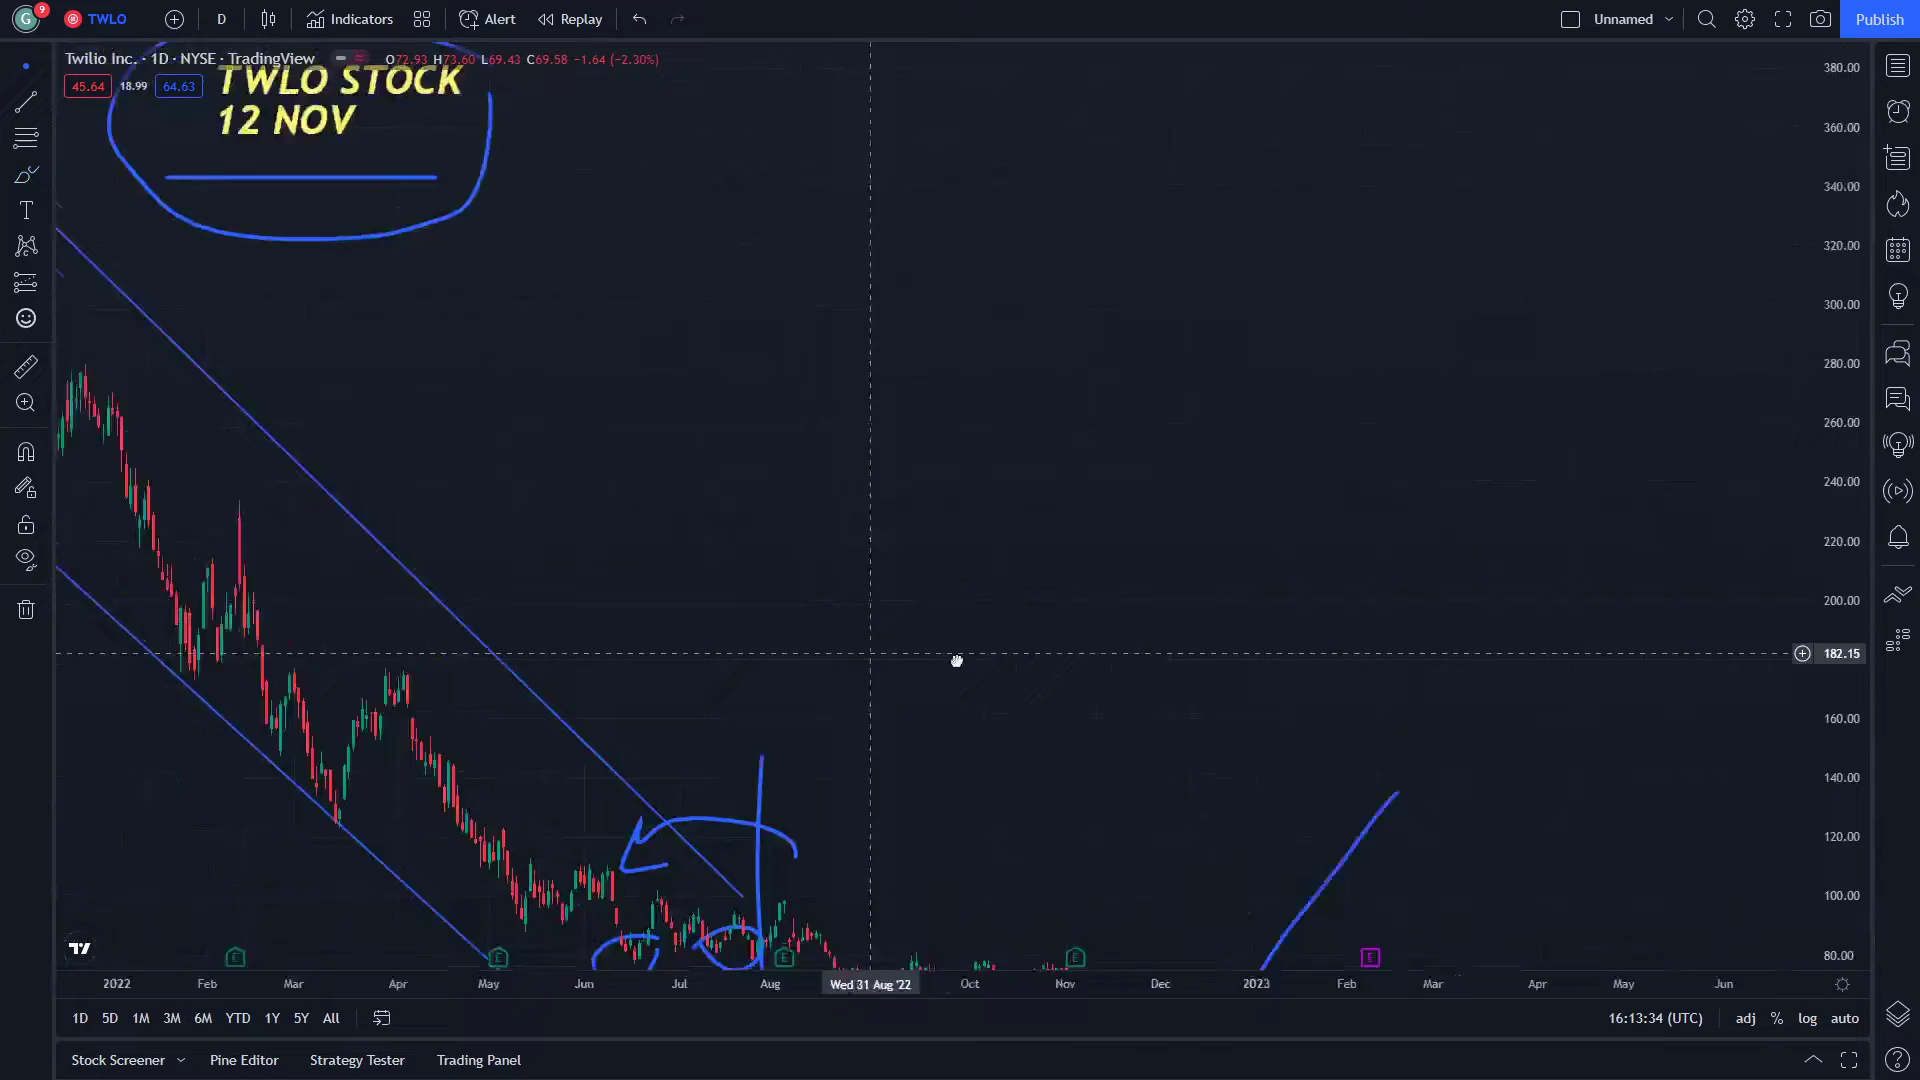 G 9 TWLO D Indicators Alert Replay Unnamed Publish
Twilio Inc. · 1D · NYSE · TradingView O72.93 H73.60 L69.43 C69.58 −1.64 (−2.30%)
45.64 18.99 64.63
TWLO STOCK
12 NOV
380.00
360.00
340.00
320.00
300.00
280.00
260.00
240.00
220.00
200.00
182.15
160.00
140.00
120.00
100.00
80.00
E E E E E
2022 Feb Mar Apr May Jun Jul Aug Wed 31 Aug '22 Oct Nov Dec 2023 Feb Mar Apr May Jun
1D 5D 1M 3M 6M YTD 1Y 5Y All 16:13:34 (UTC) adj % log auto
Stock Screener Pine Editor Strategy Tester Trading Panel